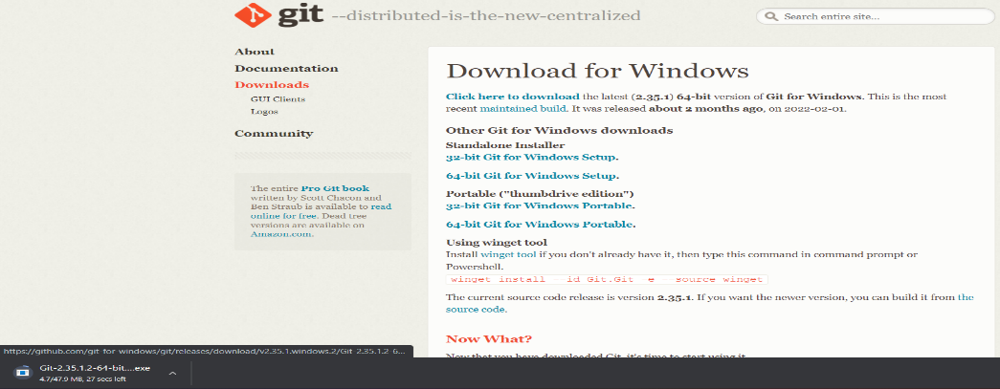 git --distributed-is-the-new-centralized
Search entire site...
About
Documentation
Downloads
GUI Clients
Logos
Community
The entire Pro Git book
written by Scott Chacon and
Ben Straub is available to read
online for free. Dead tree
versions are available on
Amazon.com.
Download for Windows
Click here to download the latest (2.35.1) 64-bit version of Git for Windows. This is the most
recent maintained build. It was released about 2 months ago, on 2022-02-01.
Other Git for Windows downloads
Standalone Installer
32-bit Git for Windows Setup.
64-bit Git for Windows Setup.
Portable ("thumbdrive edition")
32-bit Git for Windows Portable.
64-bit Git for Windows Portable.
Using winget tool
Install winget tool if you don't already have it, then type this command in command prompt or
Powershell.
winget install --id Git.Git -e --source winget
The current source code release is version 2.35.1. If you want the newer version, you can build it from the
source code.
Now What?
Now that you have downloaded Git, it's time to start using it.
https://github.com/git-for-windows/git/releases/download/v2.35.1.windows.2/Git-2.35.1.2-6...
Git-2.35.1.2-64-bit....exe
4.7/47.9 MB, 27 secs left